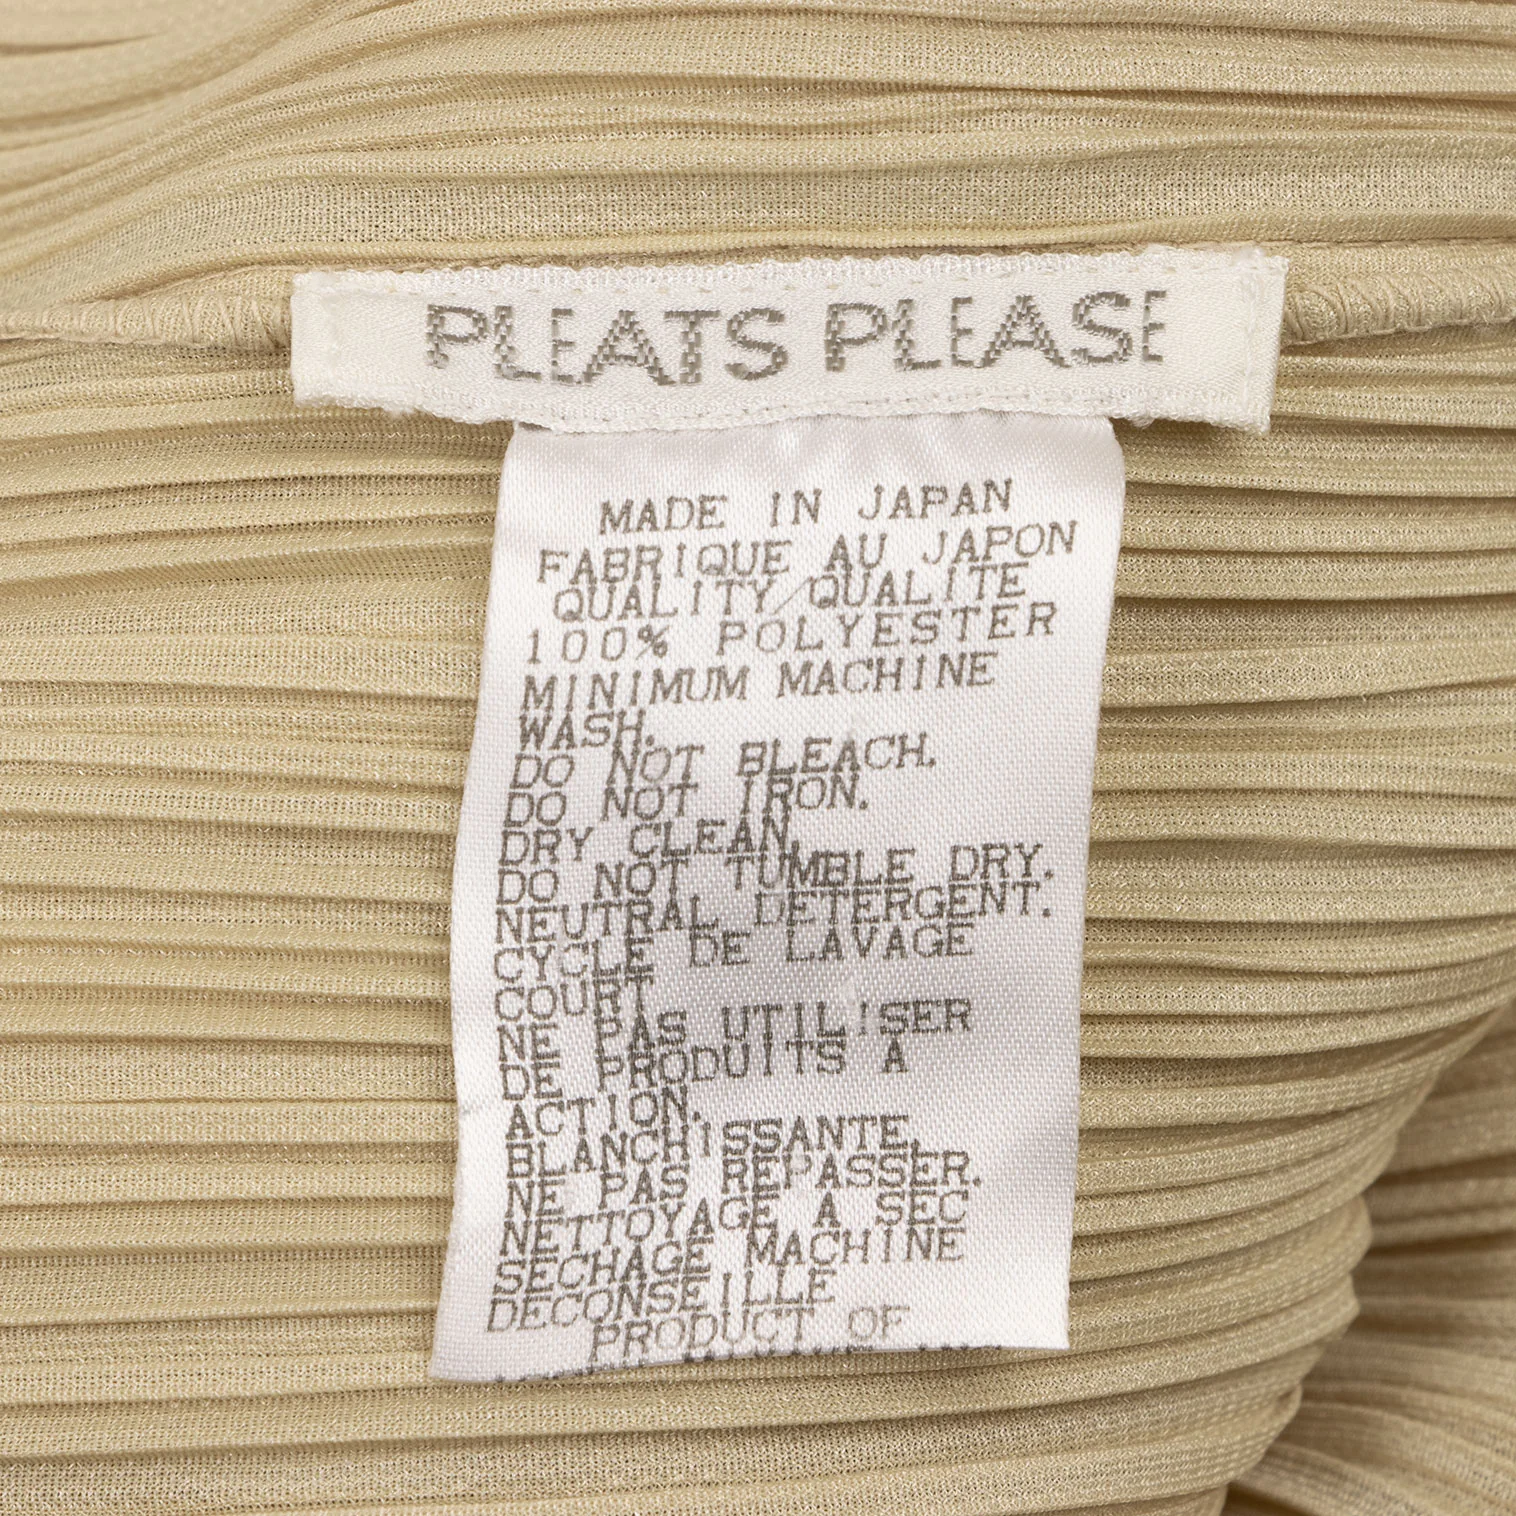 PLEATS PLEASE
MADE IN JAPAN
FABRIQUE AU JAPON
QUALITY/QUALITE
100% POLYESTER
MINIMUM MACHINE
WASH.
DO NOT BLEACH.
DO NOT IRON.
DRY CLEAN.
DO NOT TUMBLE DRY.
NEUTRAL DETERGENT.
CYCLE DE LAVAGE
COURT
NE PAS UTILISER
DE PRODUITS A
ACTION.
BLANCHISSANTE.
NE PAS REPASSER.
NETTOYAGE A SEC
SECHAGE MACHINE
DECONSEILLE
PRODUCT OF